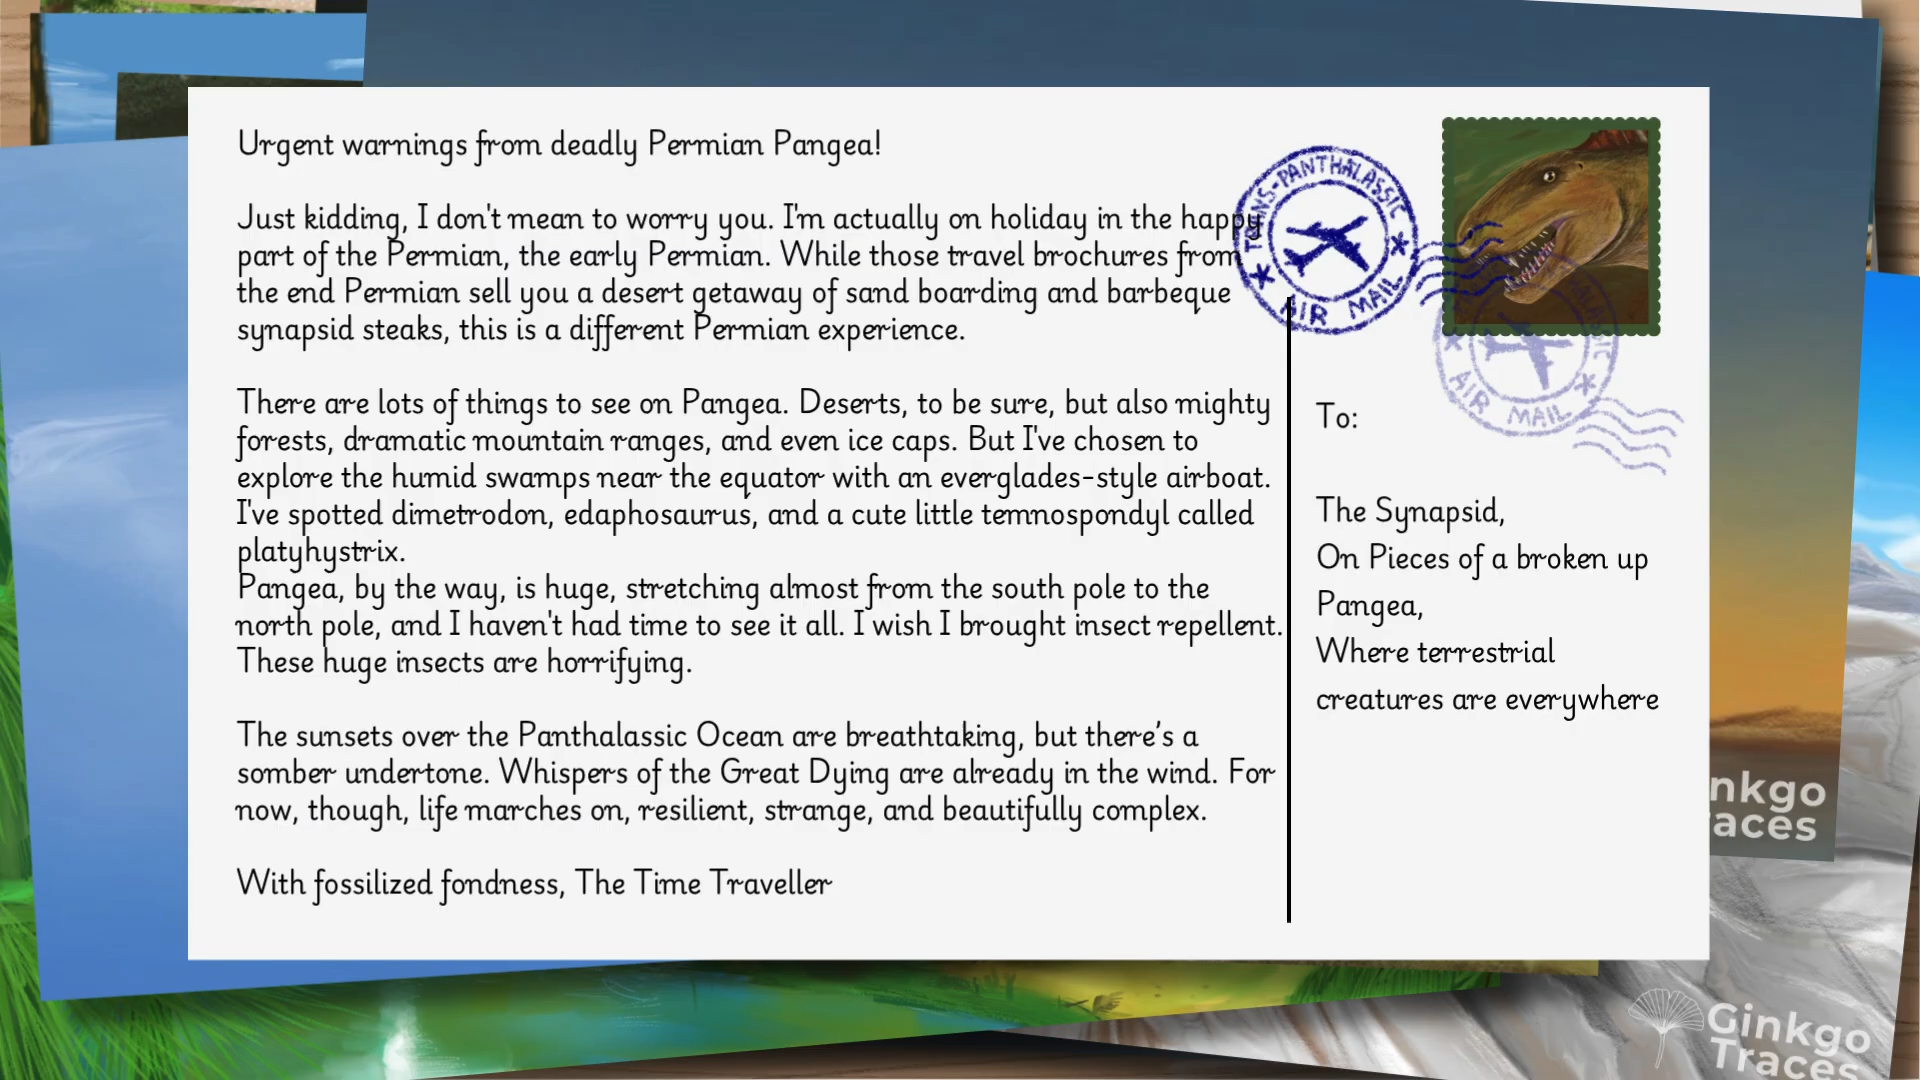 Urgent warnings from deadly Permian Pangea!
Just kidding, I don't mean to worry you. I'm actually on holiday in the happy
part of the Permian, the early Permian. While those travel brochures from
the end Permian sell you a desert getaway of sand boarding and barbeque
synapsid steaks, this is a different Permian experience.
There are lots of things to see on Pangea. Deserts, to be sure, but also mighty
forests, dramatic mountain ranges, and even ice caps. But I've chosen to
explore the humid swamps near the equator with an everglades-style airboat.
I've spotted dimetrodon, edaphosaurus, and a cute little temnospondyl called
platyhystrix.
Pangea, by the way, is huge, stretching almost from the south pole to the
north pole, and I haven't had time to see it all. I wish I brought insect repellent.
These huge insects are horrifying.
The sunsets over the Panthalassic Ocean are breathtaking, but there’s a
somber undertone. Whispers of the Great Dying are already in the wind. For
now, though, life marches on, resilient, strange, and beautifully complex.
With fossilized fondness, The Time Traveller
TRANS-PANTHALASSIC
AIR MAIL
AIR MAIL
To:
The Synapsid,
On Pieces of a broken up
Pangea,
Where terrestrial
creatures are everywhere
nkgo
races
Ginkgo
Traces